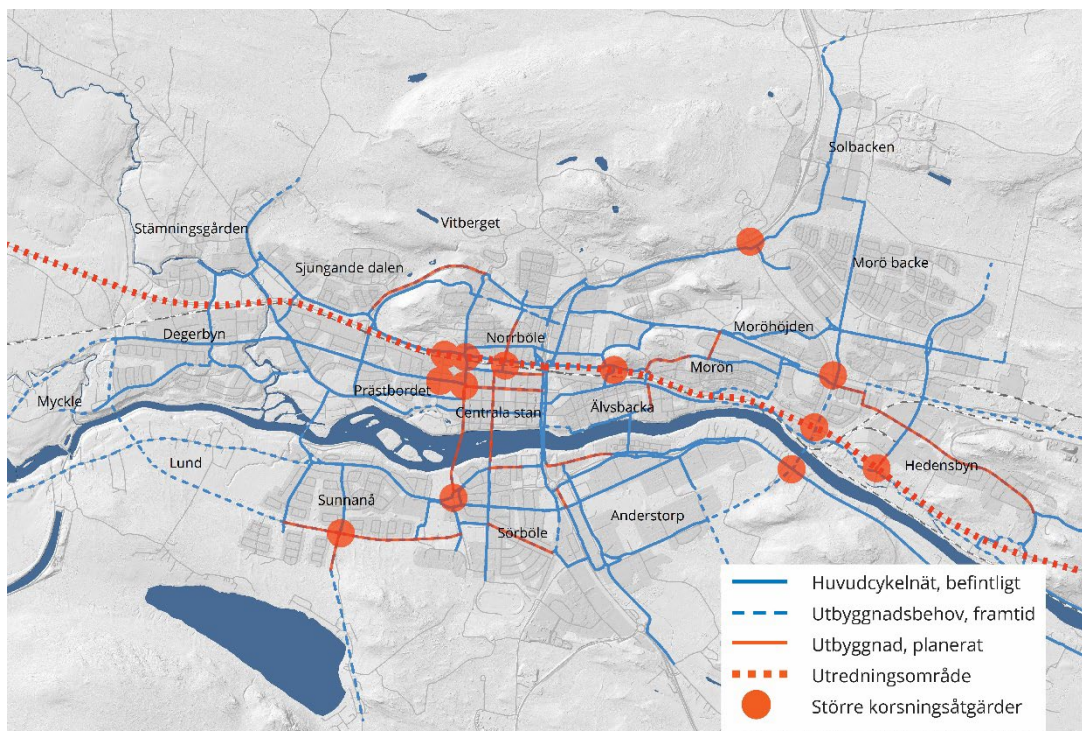 Solbacken
Vitberget
Stämningsgården
Morö backe
Sjungande dalen
Moröhöjden
Degerbyn
Norrböle
Morön
Prästbordet
Myckle
Centrala stan
Älvsbacka
Lund
Hedensbyn
Sunnanå
Anderstorp
Sörböle
Huvudcykelnät, befintligt
Utbyggnadsbehov, framtid
Utbyggnad, planerat
Utredningsområde
Större korsningsåtgärder